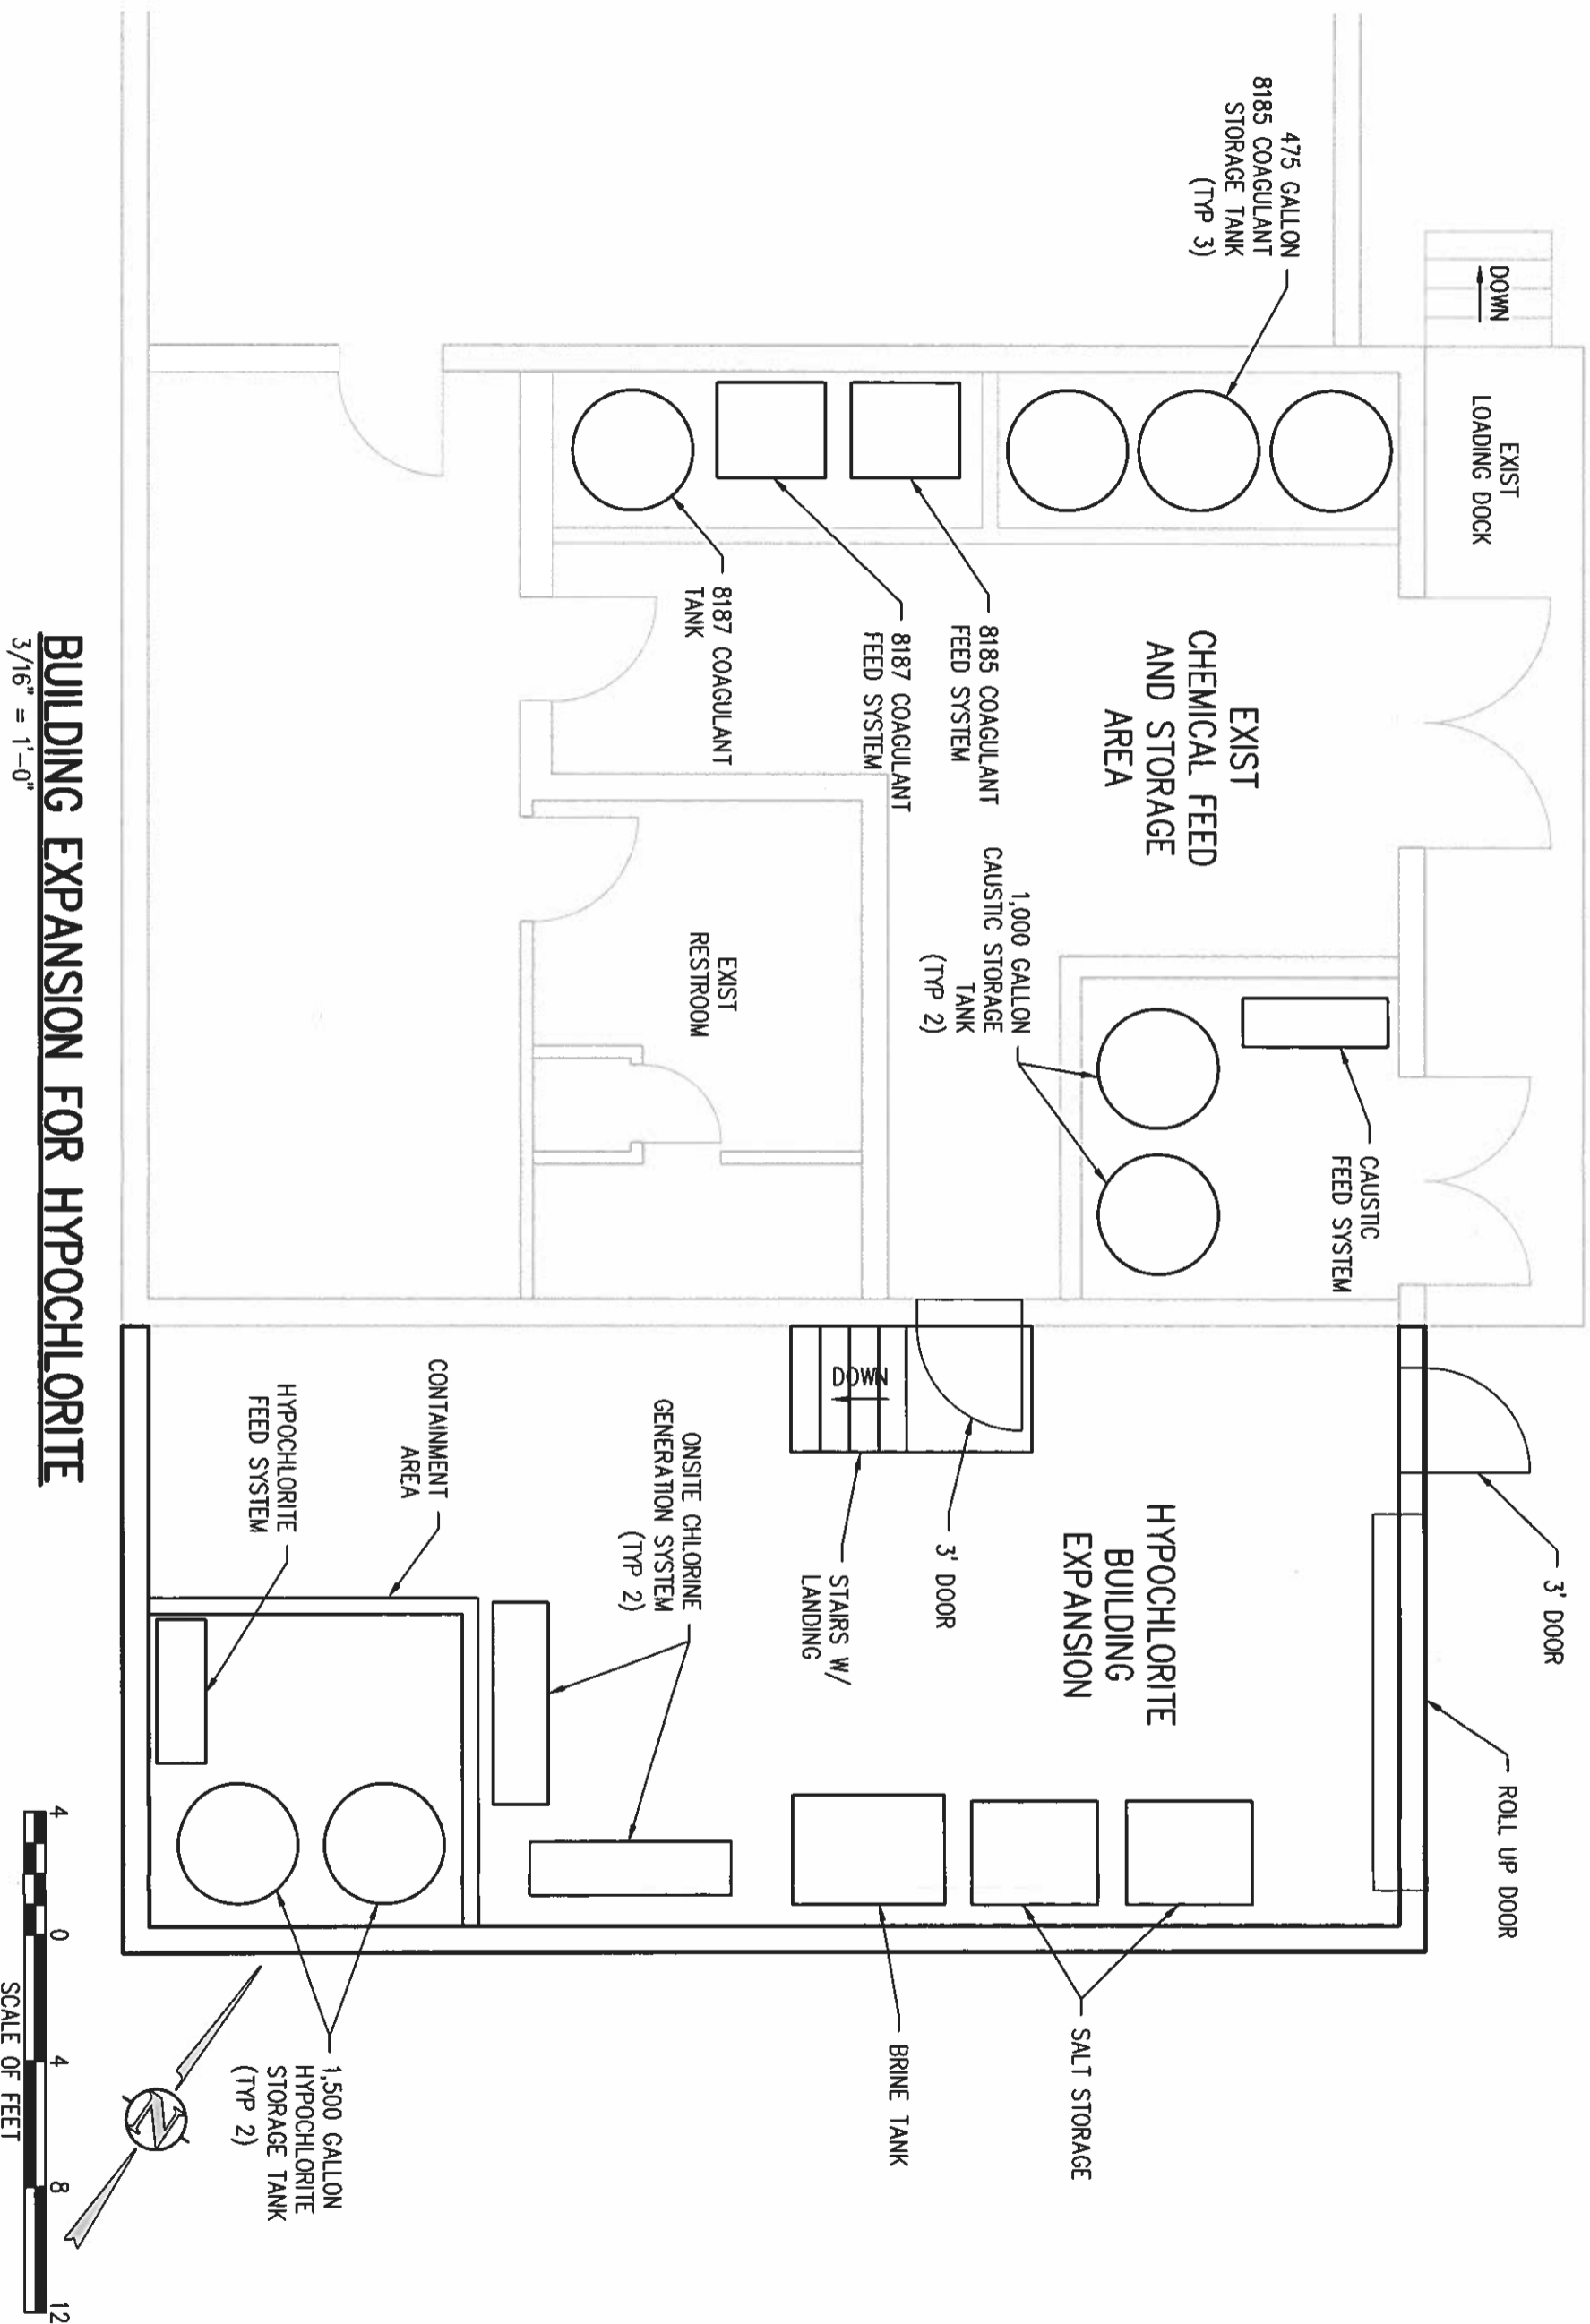 DOWN
EXIST
LOADING DOCK
475 GALLON
8185 COAGULANT
STORAGE TANK
(TYP 3)
EXIST
CHEMICAL FEED
AND STORAGE
AREA
8185 COAGULANT
FEED SYSTEM
8187 COAGULANT
FEED SYSTEM
8187 COAGULANT
TANK
CAUSTIC
FEED SYSTEM
1,000 GALLON
CAUSTIC STORAGE
TANK
(TYP 2)
EXIST
RESTROOM
3' DOOR
ROLL UP DOOR
HYPOCHLORITE
BUILDING
EXPANSION
3' DOOR
DOWN
STAIRS W/
LANDING
SALT STORAGE
BRINE TANK
ONSITE CHLORINE
GENERATION SYSTEM
(TYP 2)
CONTAINMENT
AREA
HYPOCHLORITE
FEED SYSTEM
1,500 GALLON
HYPOCHLORITE
STORAGE TANK
(TYP 2)
N
BUILDING EXPANSION FOR HYPOCHLORITE
3/16" = 1'-0"
4 0 4 8 12
SCALE OF FEET